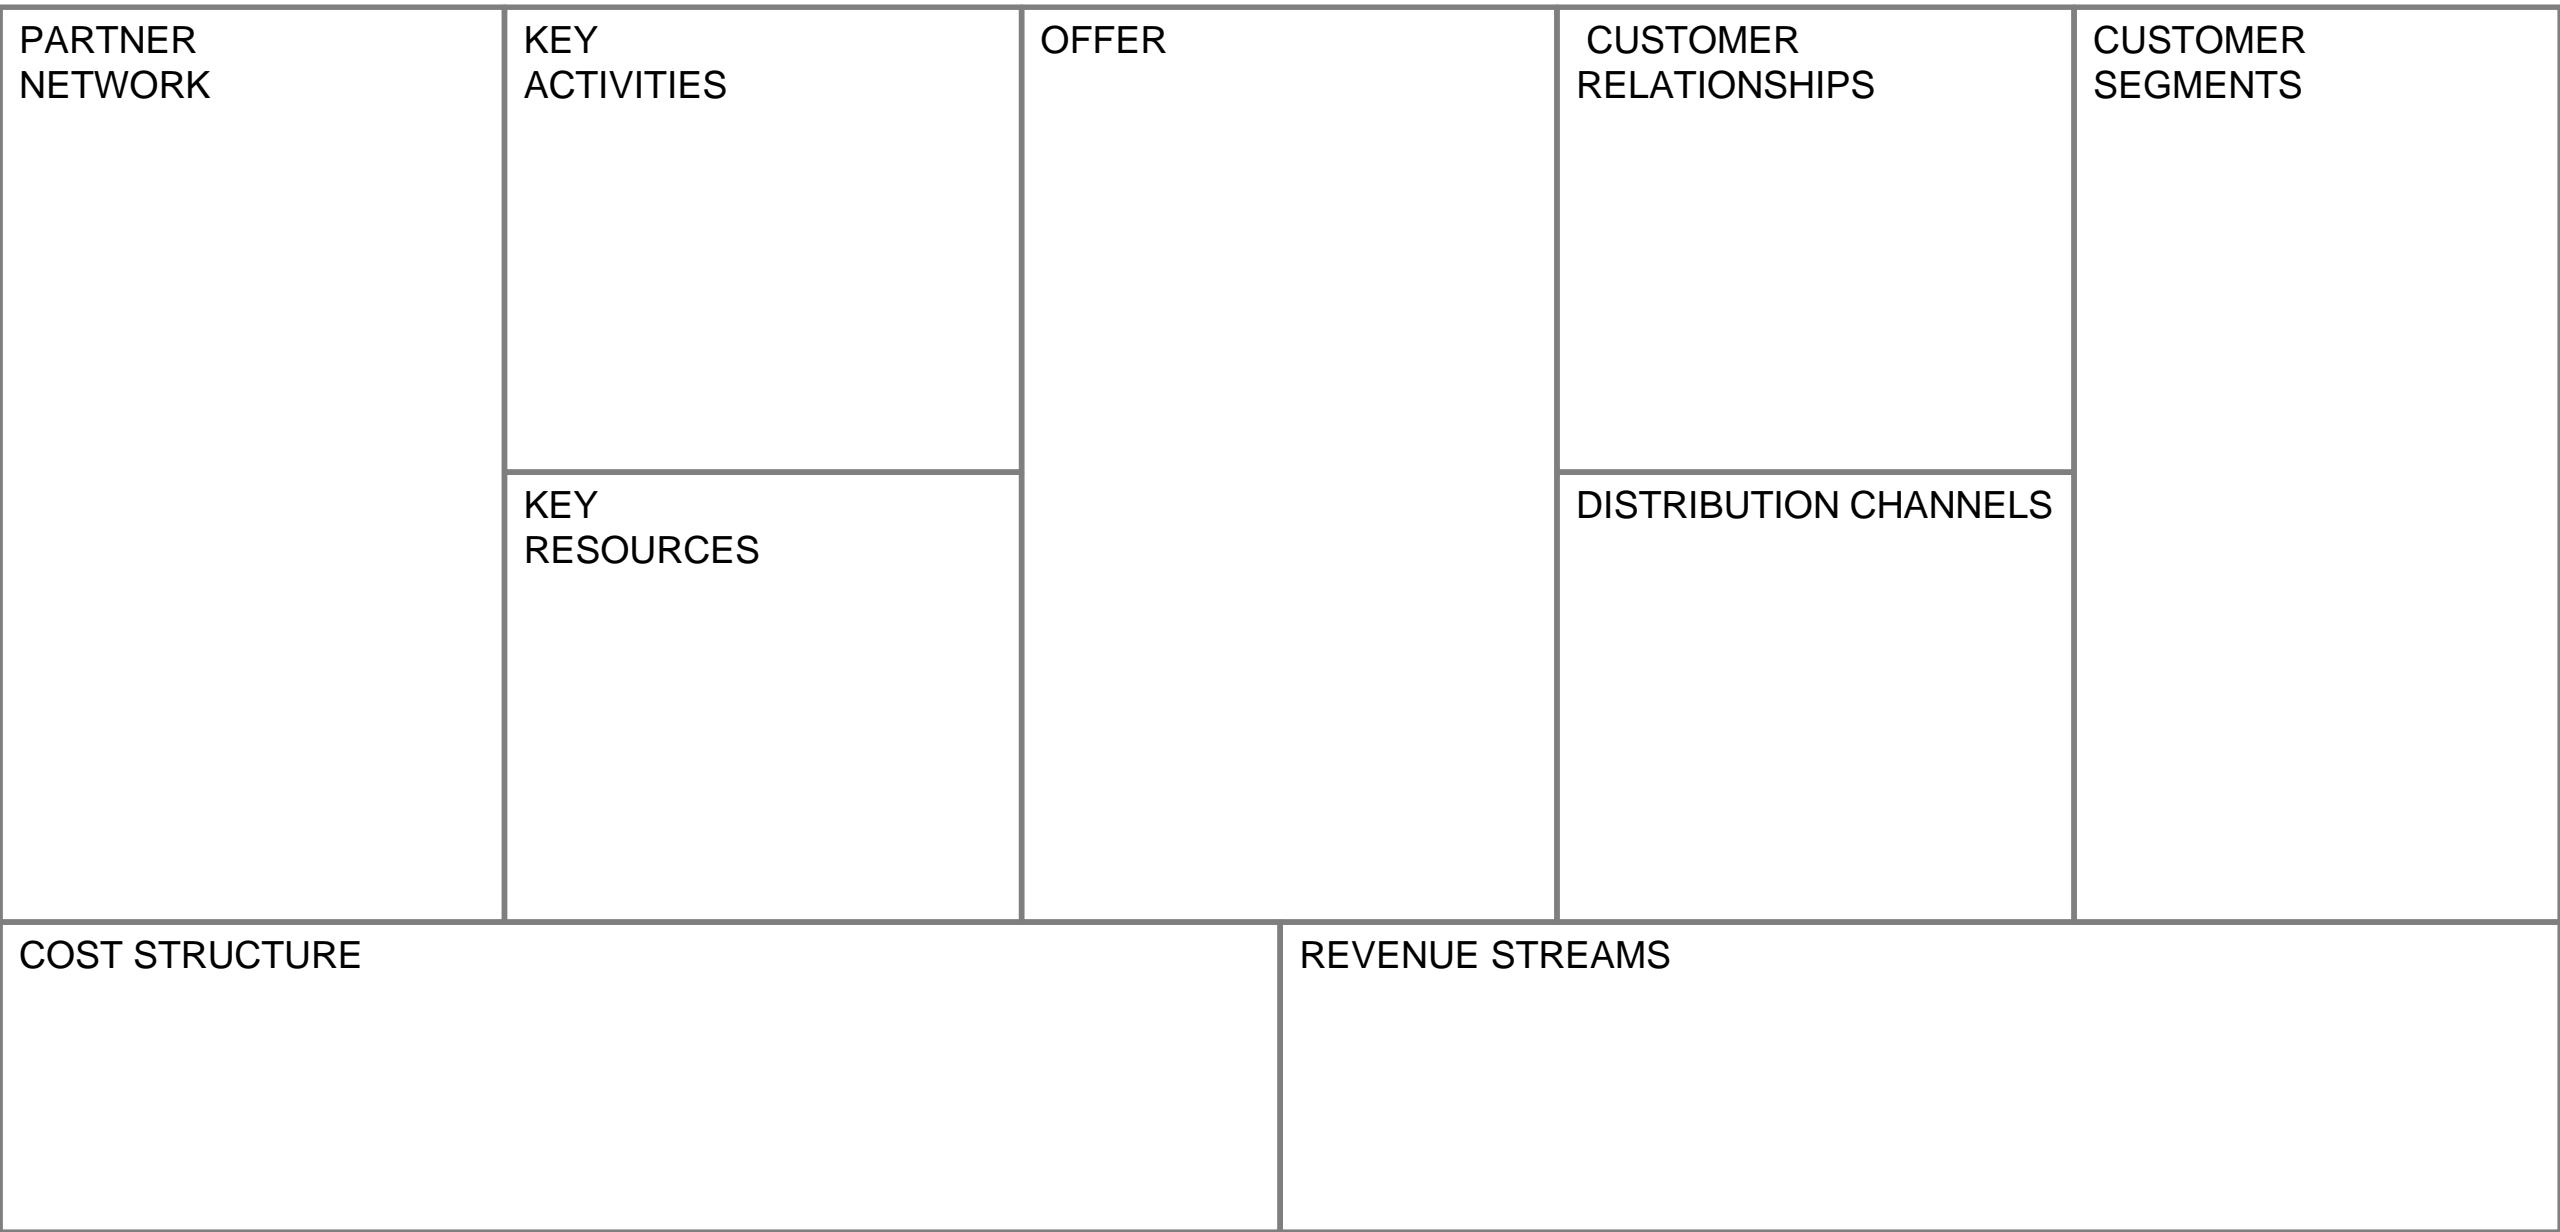 PARTNER
NETWORK
KEY
ACTIVITIES
KEY
RESOURCES
OFFER
CUSTOMER
RELATIONSHIPS
DISTRIBUTION CHANNELS
CUSTOMER
SEGMENTS
COST STRUCTURE
REVENUE STREAMS